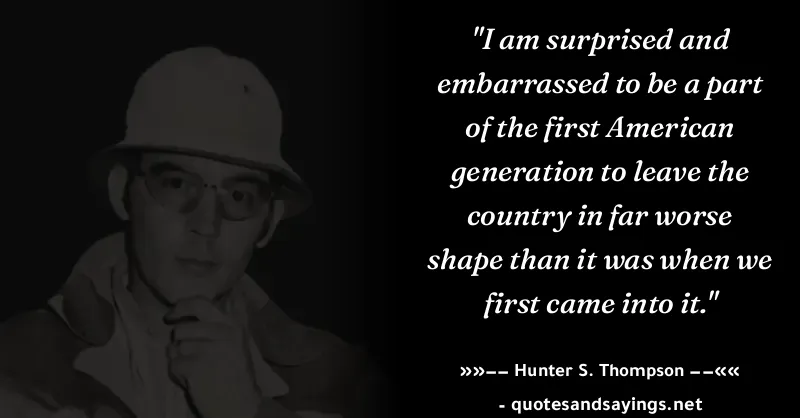 "I am surprised and
embarrassed to be a part
of the first American
generation to leave the
country in far worse
shape than it was when we
first came into it."
»»−− Hunter S. Thompson −−««
- quotesandsayings.net